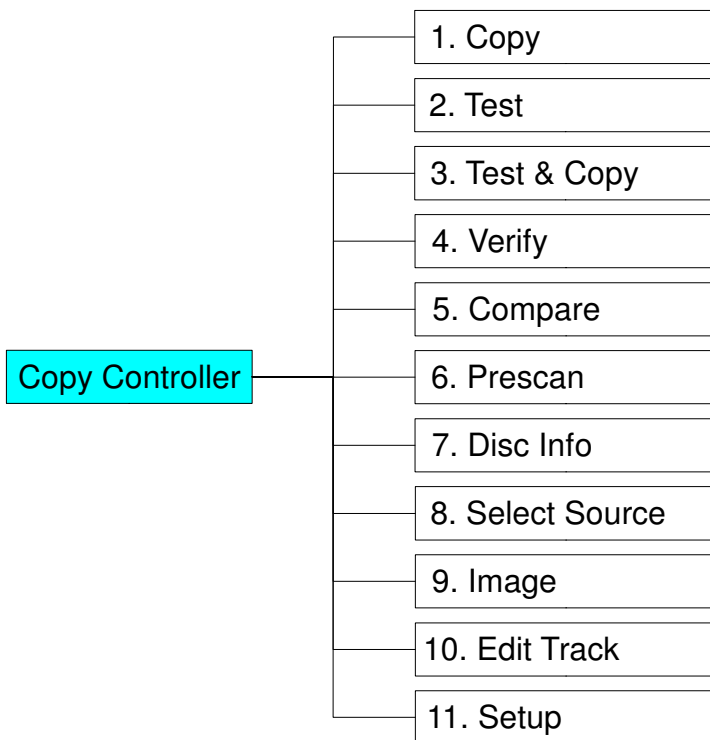 1. Copy
2. Test
3. Test & Copy
4. Verify
5. Compare
Copy Controller
6. Prescan
7. Disc Info
8. Select Source
9. Image
10. Edit Track
11. Setup